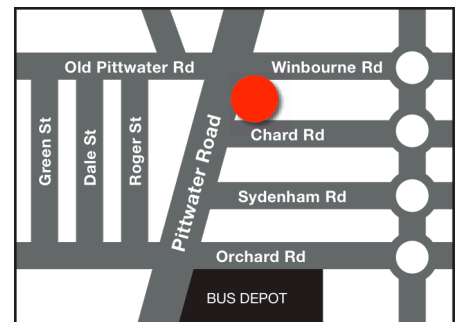 Old Pittwater Rd
Winbourne Rd
Green St
Dale St
Roger St
Pittwater Road
Chard Rd
Sydenham Rd
Orchard Rd
BUS DEPOT